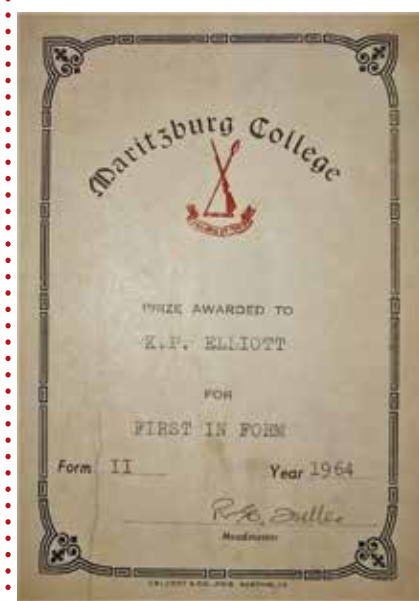 Maritzburg College
PRIZE AWARDED TO
K.P. ELLIOTT
FOR
FIRST IN FORM
Form II Year 1964
Headmaster